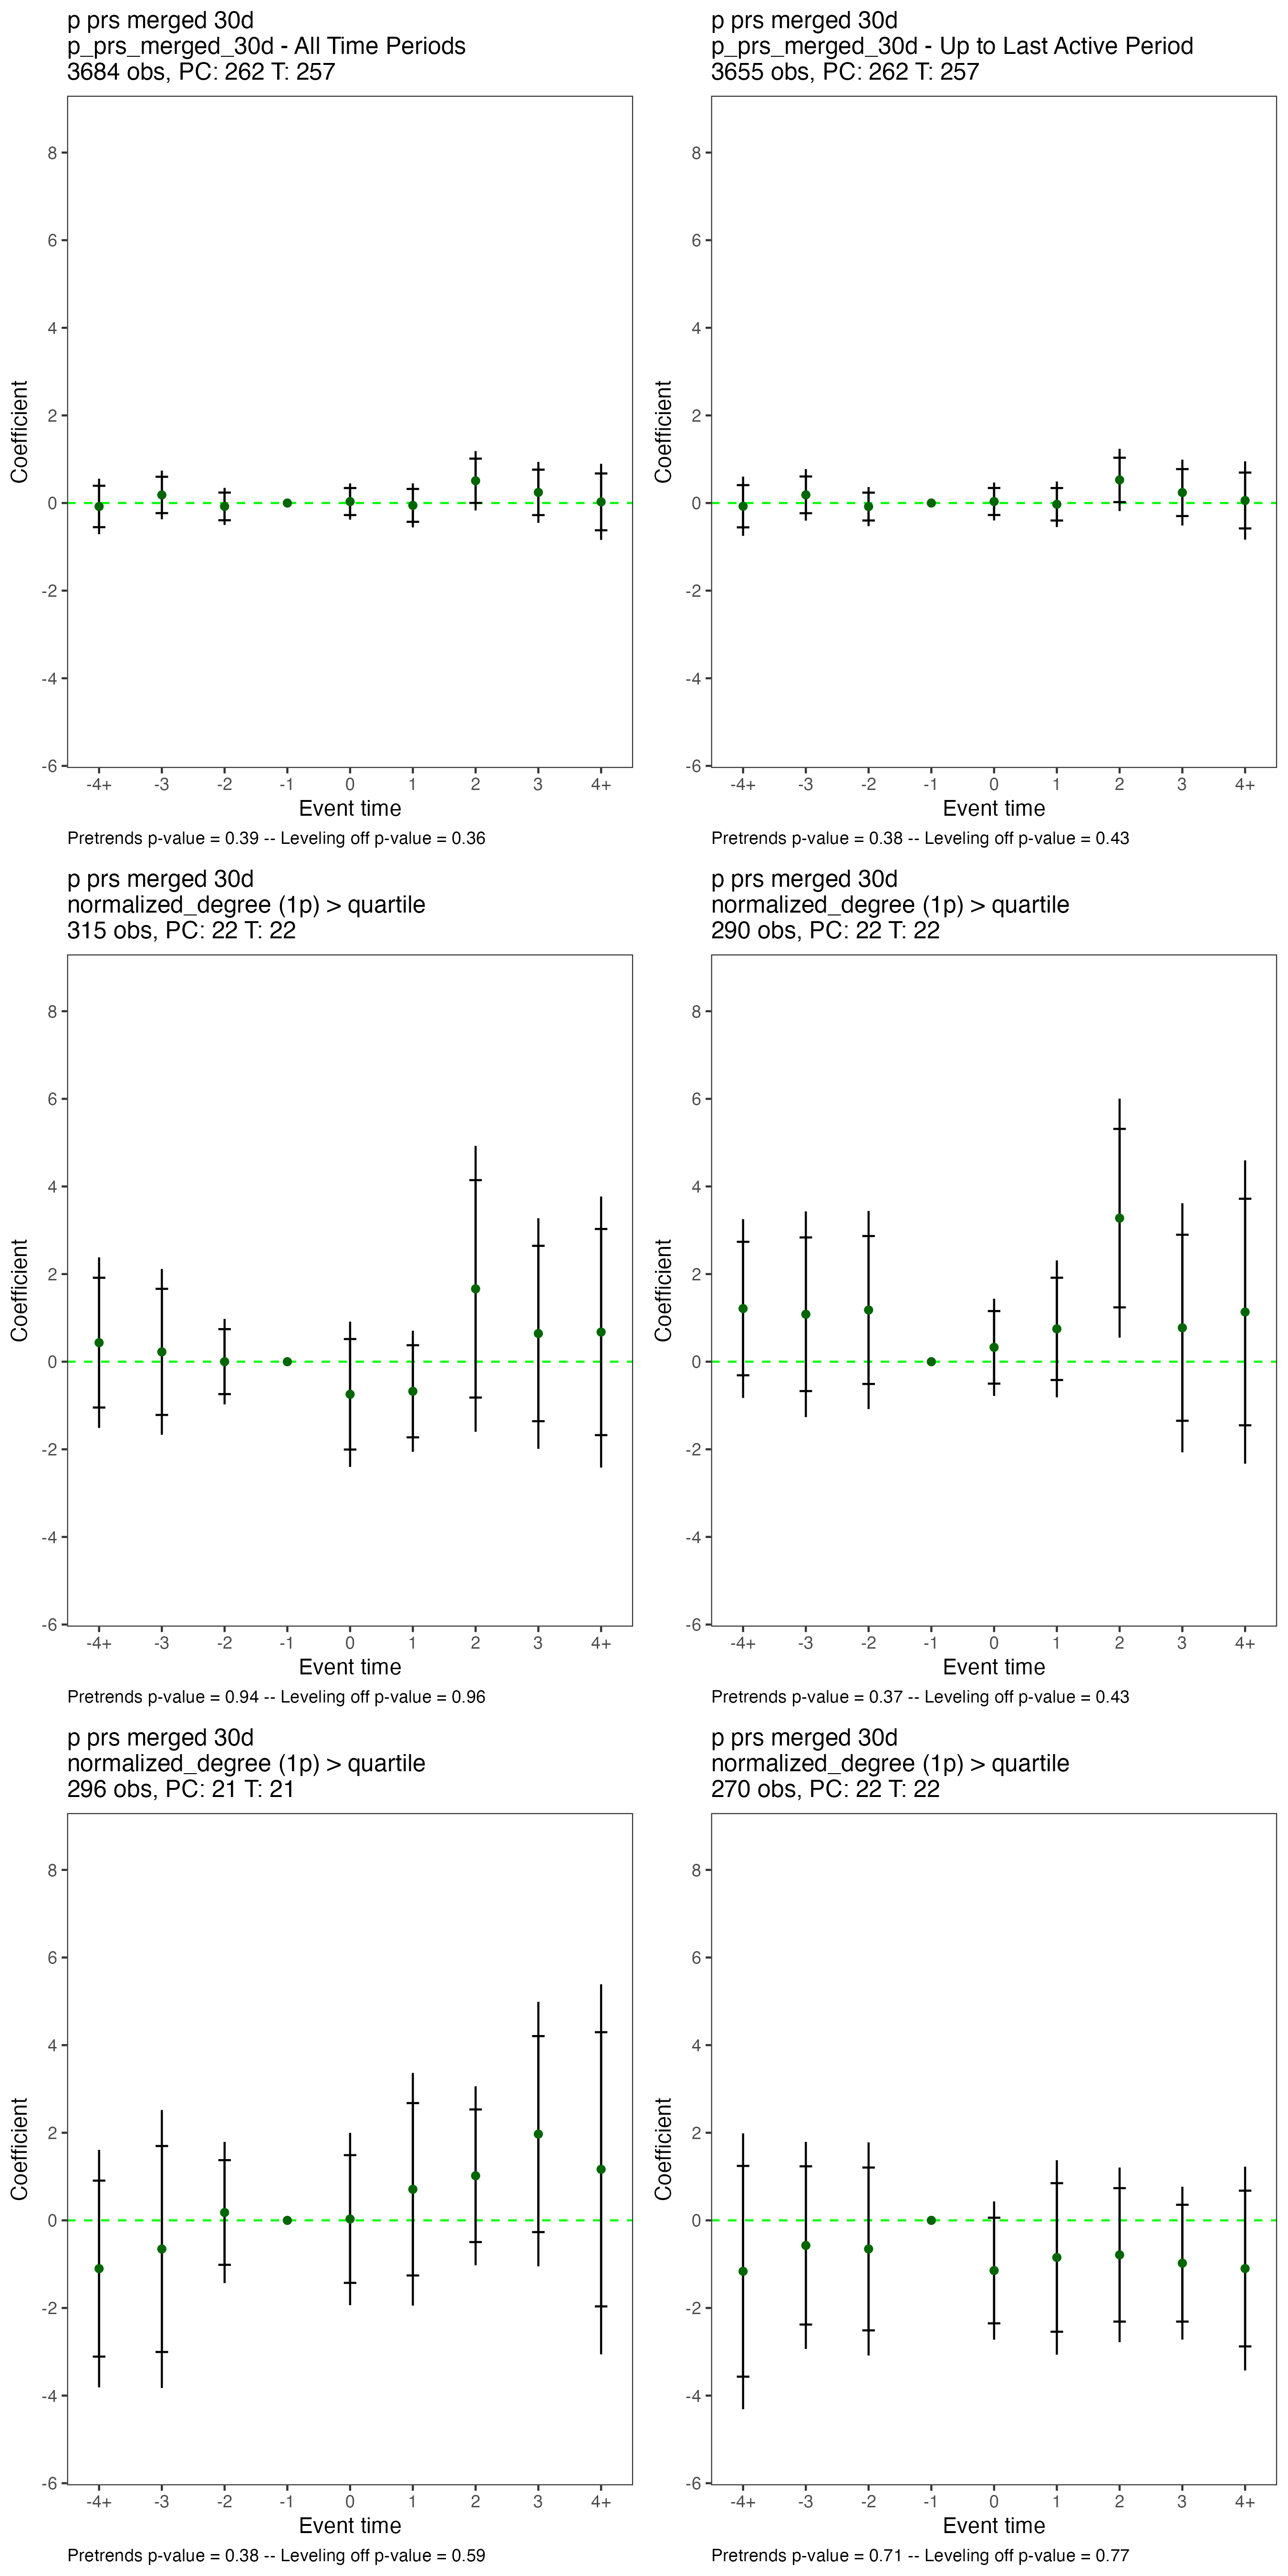 p prs merged 30d
p_prs_merged_30d - All Time Periods
3684 obs, PC: 262 T: 257
Coefficient
8
6
4
2
0
-2
-4
-6
-4+ -3 -2 -1 0 1 2 3 4+
Event time
Pretrends p-value = 0.39 -- Leveling off p-value = 0.36
p prs merged 30d
p_prs_merged_30d - Up to Last Active Period
3655 obs, PC: 262 T: 257
Coefficient
8
6
4
2
0
-2
-4
-6
-4+ -3 -2 -1 0 1 2 3 4+
Event time
Pretrends p-value = 0.38 -- Leveling off p-value = 0.43
p prs merged 30d
normalized_degree (1p) > quartile
315 obs, PC: 22 T: 22
Coefficient
8
6
4
2
0
-2
-4
-6
-4+ -3 -2 -1 0 1 2 3 4+
Event time
Pretrends p-value = 0.94 -- Leveling off p-value = 0.96
p prs merged 30d
normalized_degree (1p) > quartile
290 obs, PC: 22 T: 22
Coefficient
8
6
4
2
0
-2
-4
-6
-4+ -3 -2 -1 0 1 2 3 4+
Event time
Pretrends p-value = 0.37 -- Leveling off p-value = 0.43
p prs merged 30d
normalized_degree (1p) > quartile
296 obs, PC: 21 T: 21
Coefficient
8
6
4
2
0
-2
-4
-6
-4+ -3 -2 -1 0 1 2 3 4+
Event time
Pretrends p-value = 0.38 -- Leveling off p-value = 0.59
p prs merged 30d
normalized_degree (1p) > quartile
270 obs, PC: 22 T: 22
Coefficient
8
6
4
2
0
-2
-4
-6
-4+ -3 -2 -1 0 1 2 3 4+
Event time
Pretrends p-value = 0.71 -- Leveling off p-value = 0.77